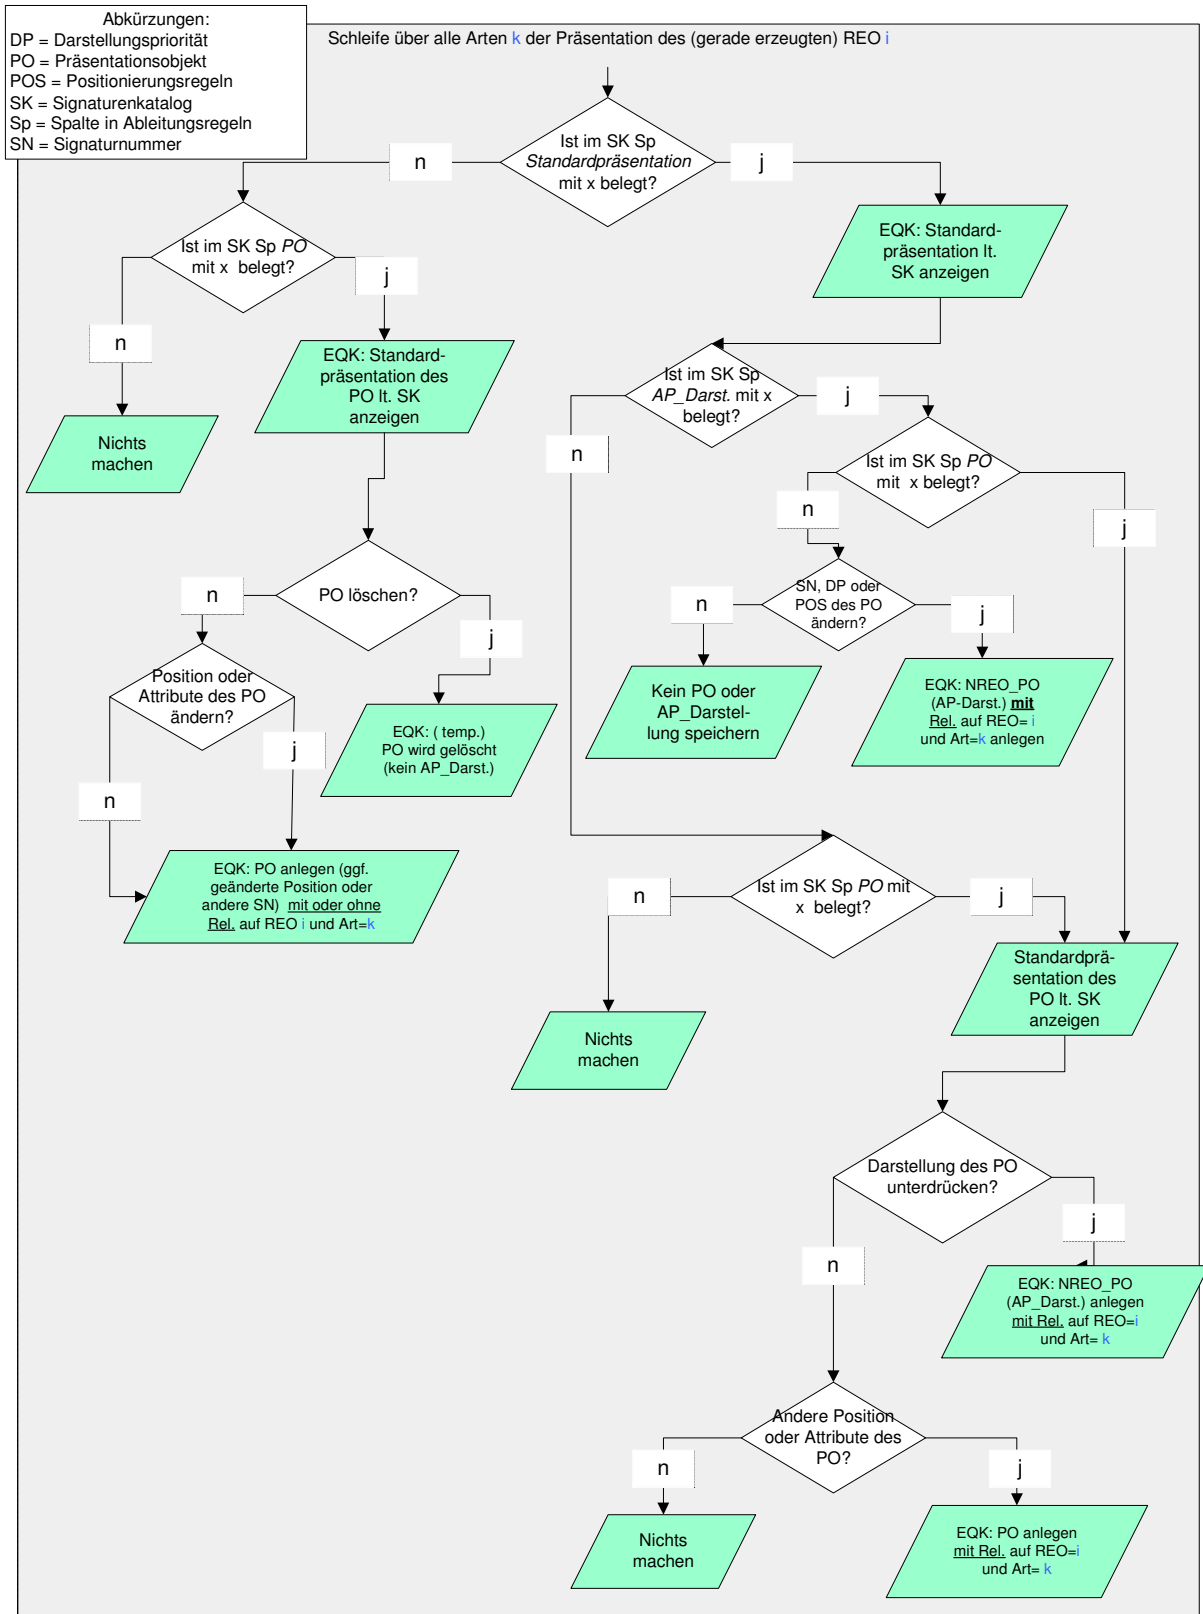 Abkürzungen:
DP = Darstellungspriorität
PO = Präsentationsobjekt
POS = Positionierungsregeln
SK = Signaturenkatalog
Sp = Spalte in Ableitungsregeln
SN = Signaturnummer
Schleife über alle Arten k der Präsentation des (gerade erzeugten) REO i
Ist im SK Sp
Standardpräsentation
mit x belegt?
n
j
Ist im SK Sp PO
mit x  belegt?
EQK: Standard-
präsentation lt.
SK anzeigen
j
n
EQK: Standard-
präsentation des
PO lt. SK
anzeigen
Ist im SK Sp
AP_Darst. mit x
belegt?
j
Nichts
machen
n
Ist im SK Sp PO
mit  x belegt?
n
j
PO löschen?
n
j
SN, DP oder
POS des PO
ändern?
n
j
Position oder
Attribute des PO
ändern?
Kein PO oder
AP_Darstel-
lung speichern
EQK: NREO_PO
(AP-Darst.) mit
Rel. auf REO= i
und Art=k anlegen
EQK: ( temp.)
PO wird gelöscht
(kein AP_Darst.)
j
n
EQK: PO anlegen (ggf.
geänderte Position oder
andere SN)  mit oder ohne
Rel. auf REO i und Art=k
Ist im SK Sp PO mit
x  belegt?
n
j
Standardprä-
sentation des
PO lt. SK
anzeigen
Nichts
machen
Darstellung des PO
unterdrücken?
j
n
EQK: NREO_PO
(AP_Darst.) anlegen
mit Rel. auf REO=i
und Art= k
Andere Position
oder Attribute des
PO?
n
j
Nichts
machen
EQK: PO anlegen
mit Rel. auf REO=i
und Art= k